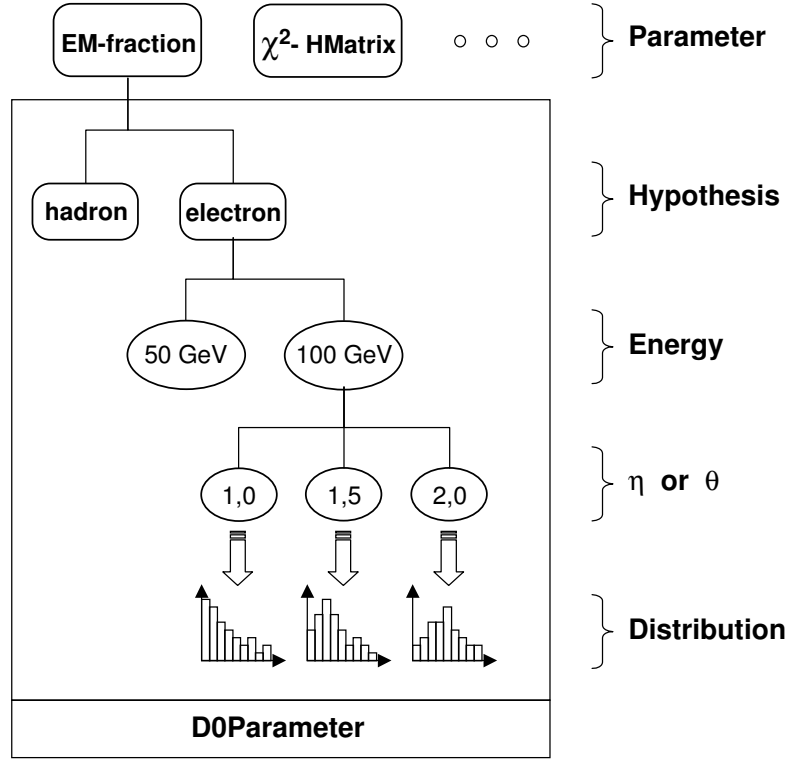 EM-fraction
χ²- HMatrix
Parameter
hadron
electron
Hypothesis
50 GeV
100 GeV
Energy
1,0
1,5
2,0
η or θ
Distribution
D0Parameter